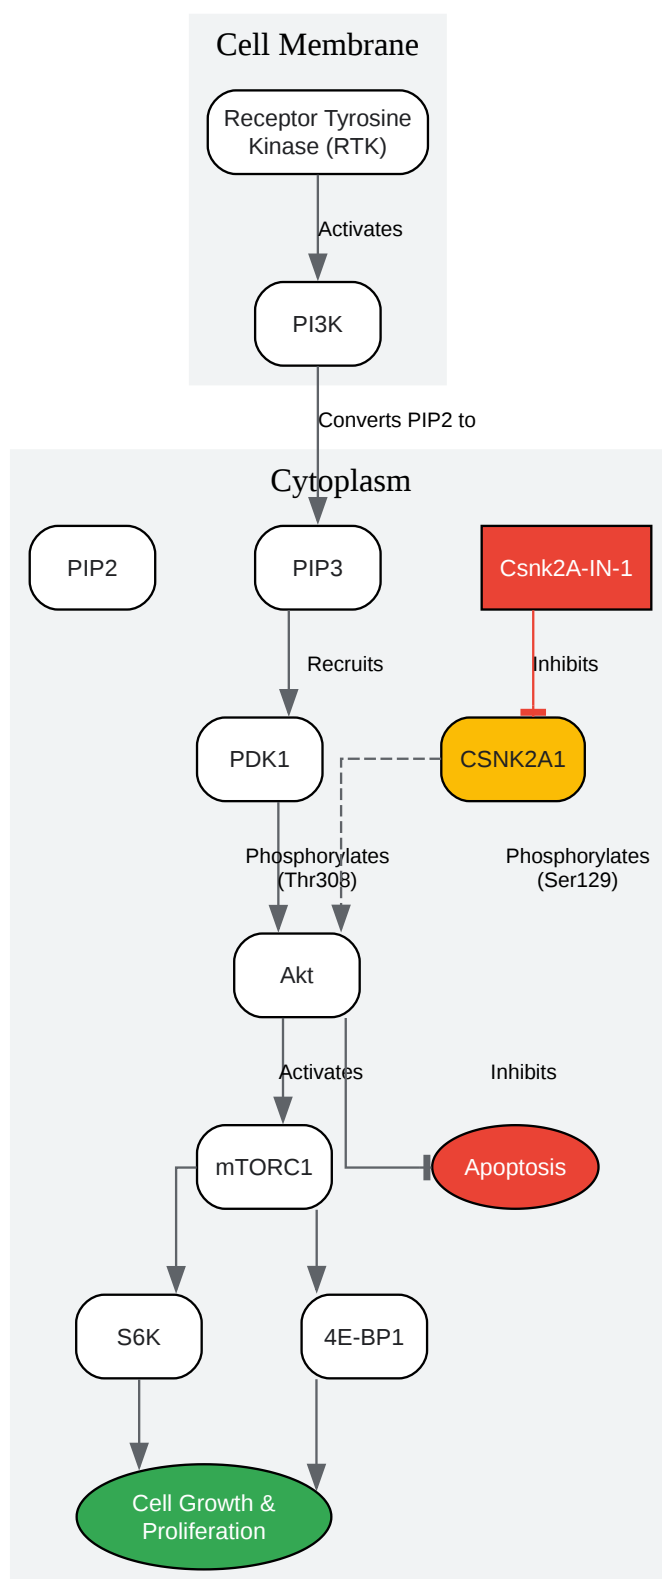 Cell Membrane
Receptor Tyrosine
Kinase (RTK)
Activates
PI3K
Converts PIP2 to
Cytoplasm
PIP2
PIP3
Csnk2A-IN-1
Recruits
Inhibits
PDK1
CSNK2A1
Phosphorylates
(Thr308)
Phosphorylates
(Ser129)
Akt
Activates
Inhibits
mTORC1
Apoptosis
S6K
4E-BP1
Cell Growth &
Proliferation